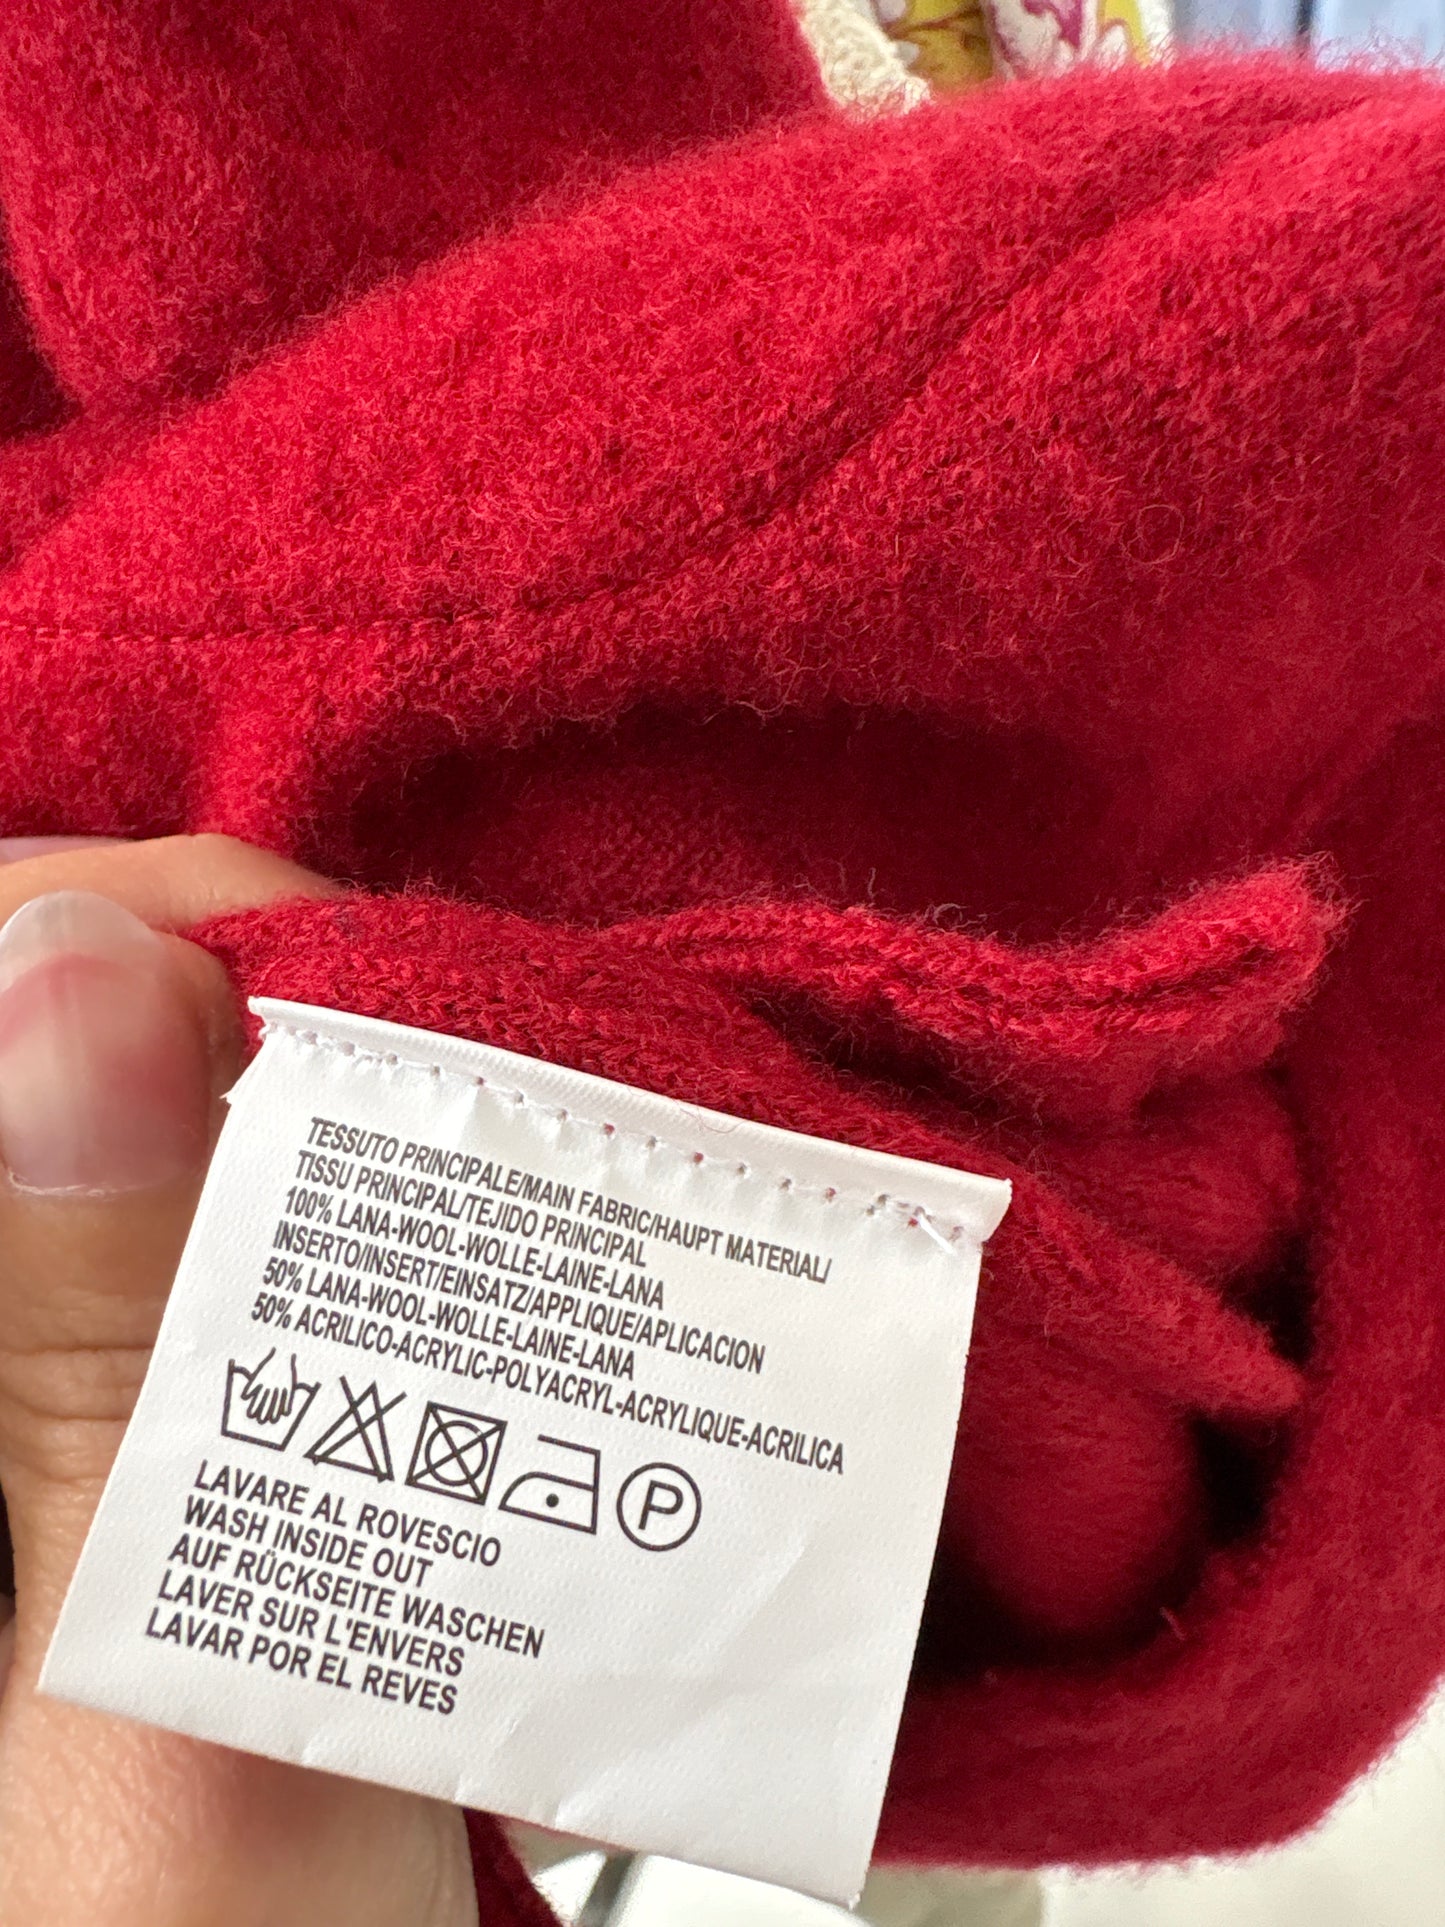 TESSUTO PRINCIPALE/MAIN FABRIC/HAUPT MATERIAL/
TISSU PRINCIPAL/TEJIDO PRINCIPAL
100% LANA-WOOL-WOLLE-LAINE-LANA
INSERTO/INSERT/EINSATZ/APPLIQUE/APLICACION
50% LANA-WOOL-WOLLE-LAINE-LANA
50% ACRILICO-ACRYLIC-POLYACRYL-ACRYLIQUE-ACRILICA
P
LAVARE AL ROVESCIO
WASH INSIDE OUT
AUF RÜCKSEITE WASCHEN
LAVER SUR L'ENVERS
LAVAR POR EL REVES